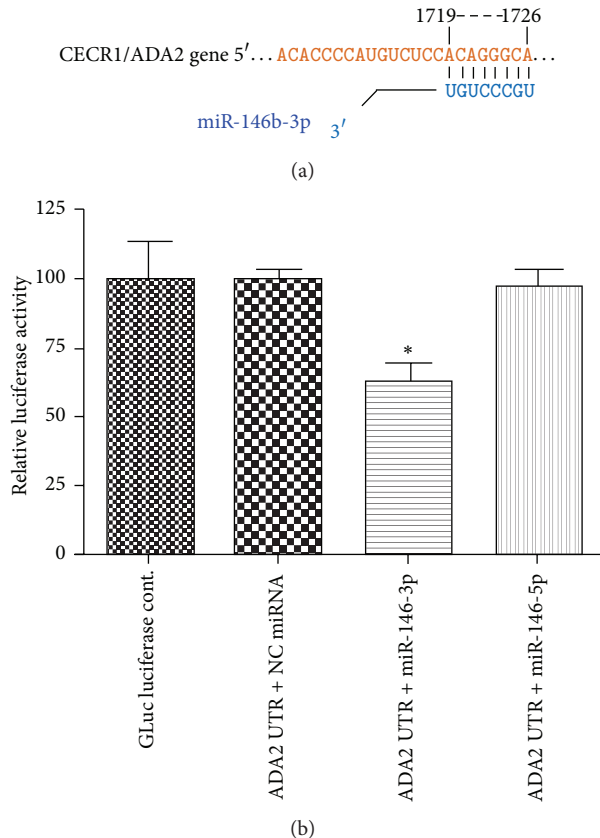 1719----1726
CECR1/ADA2 gene 5′...ACACCCCAUGUCUCCACAGGGCA...
UGUCCCGU
miR-146b-3p 3′
(a)
125
100
75
50
25
0
Relative luciferase activity
*
GLuc luciferase cont.
ADA2 UTR + NC miRNA
ADA2 UTR + miR-146-3p
ADA2 UTR + miR-146-5p
(b)